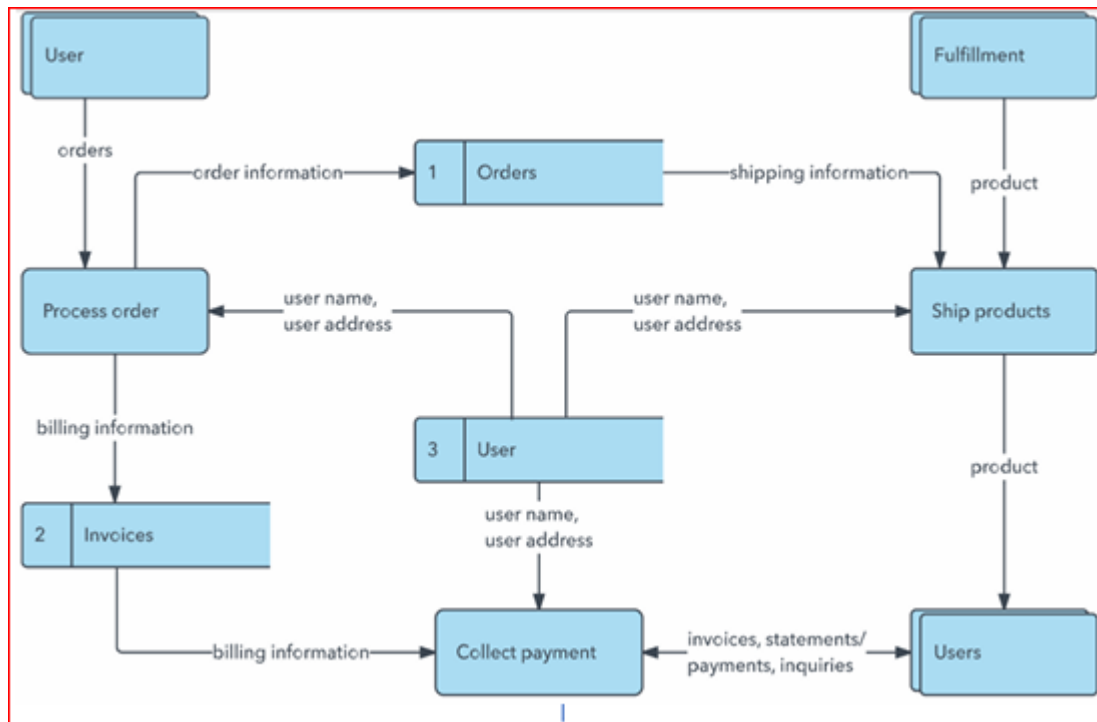 User
Fulfillment
orders
order information
1
Orders
shipping information
product
Process order
user name,
user address
user name,
user address
Ship products
billing information
3
User
product
2
Invoices
user name,
user address
billing information
Collect payment
invoices, statements/
payments, inquiries
Users